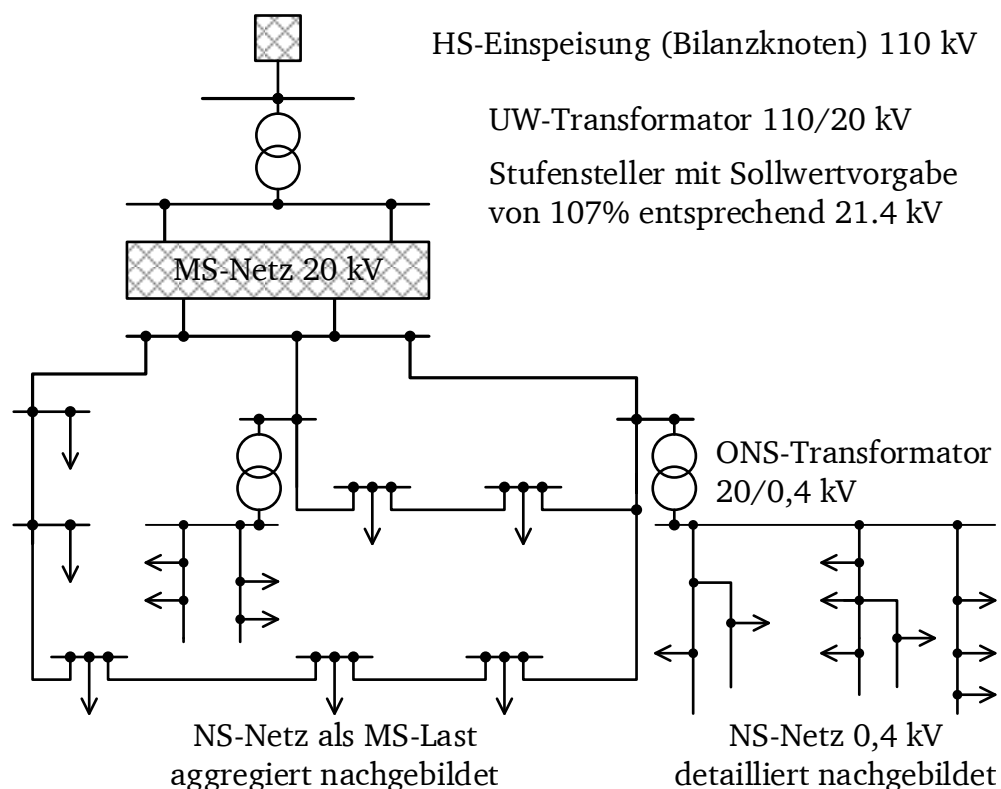 HS-Einspeisung (Bilanzknoten) 110 kV
UW-Transformator 110/20 kV
Stufensteller mit Sollwertvorgabe
von 107% entsprechend 21.4 kV
MS-Netz 20 kV
ONS-Transformator
20/0,4 kV
NS-Netz als MS-Last
aggregiert nachgebildet
NS-Netz 0,4 kV
detailliert nachgebildet